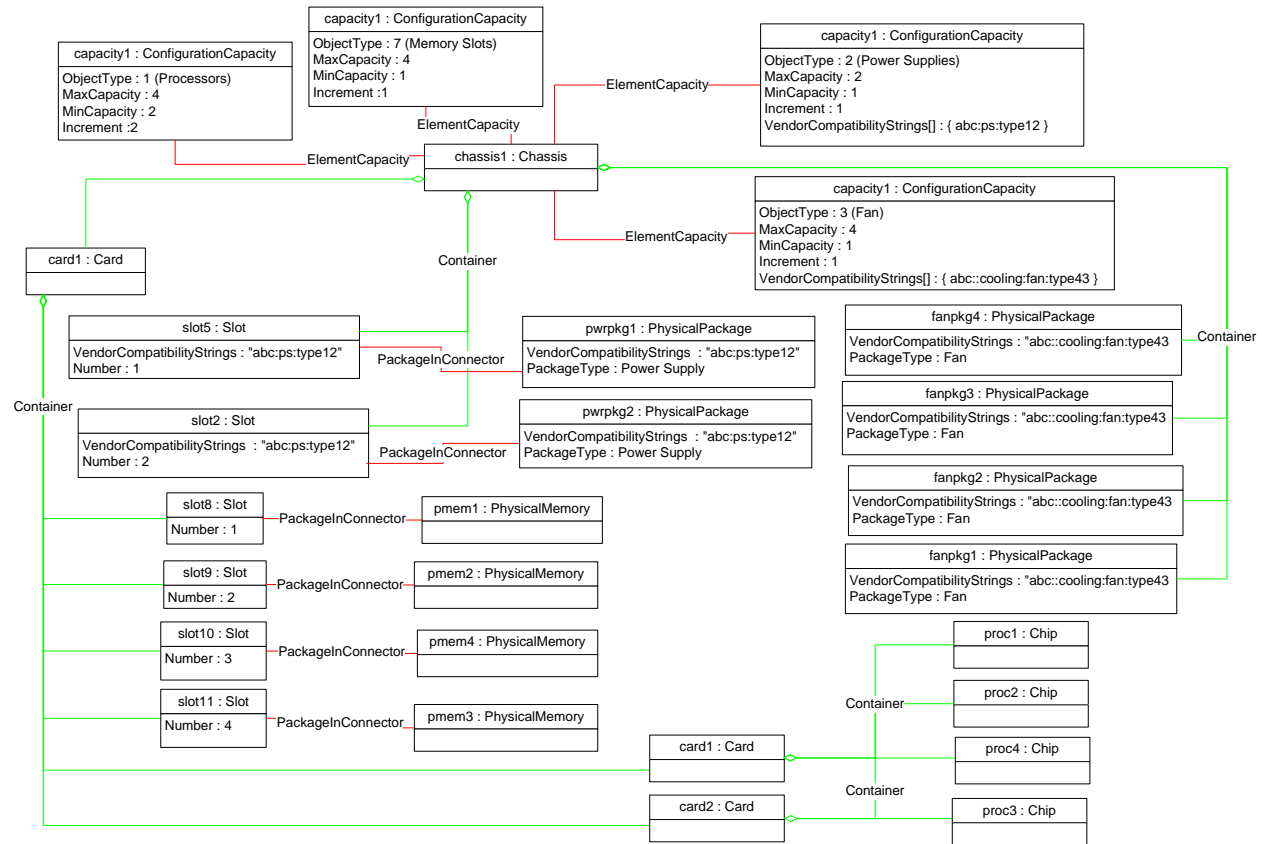 capacity1 : ConfigurationCapacity
ObjectType : 7 (Memory Slots)
MaxCapacity : 4
MinCapacity : 1
Increment :1
capacity1 : ConfigurationCapacity
ObjectType : 1 (Processors)
MaxCapacity : 4
MinCapacity : 2
Increment :2
capacity1 : ConfigurationCapacity
ObjectType : 2 (Power Supplies)
MaxCapacity : 2
MinCapacity : 1
Increment : 1
VendorCompatibilityStrings[] : { abc:ps:type12 }
ElementCapacity
ElementCapacity
ElementCapacity
chassis1 : Chassis
capacity1 : ConfigurationCapacity
ObjectType : 3 (Fan)
MaxCapacity : 4
MinCapacity : 1
Increment : 1
VendorCompatibilityStrings[] : { abc::cooling:fan:type43 }
ElementCapacity
card1 : Card
Container
slot5 : Slot
VendorCompatibilityStrings : "abc:ps:type12"
Number : 1
PackageInConnector
pwrpkg1 : PhysicalPackage
VendorCompatibilityStrings : "abc:ps:type12"
PackageType : Power Supply
fanpkg4 : PhysicalPackage
VendorCompatibilityStrings : "abc::cooling:fan:type43
PackageType : Fan
Container
Container
slot2 : Slot
VendorCompatibilityStrings : "abc:ps:type12"
Number : 2
PackageInConnector
pwrpkg2 : PhysicalPackage
VendorCompatibilityStrings : "abc:ps:type12"
PackageType : Power Supply
fanpkg3 : PhysicalPackage
VendorCompatibilityStrings : "abc::cooling:fan:type43
PackageType : Fan
fanpkg2 : PhysicalPackage
VendorCompatibilityStrings : "abc::cooling:fan:type43
PackageType : Fan
slot8 : Slot
Number : 1
PackageInConnector
pmem1 : PhysicalMemory
fanpkg1 : PhysicalPackage
VendorCompatibilityStrings : "abc::cooling:fan:type43
PackageType : Fan
slot9 : Slot
Number : 2
PackageInConnector
pmem2 : PhysicalMemory
slot10 : Slot
Number : 3
PackageInConnector
pmem4 : PhysicalMemory
proc1 : Chip
slot11 : Slot
Number : 4
PackageInConnector
pmem3 : PhysicalMemory
proc2 : Chip
Container
card1 : Card
proc4 : Chip
Container
card2 : Card
proc3 : Chip